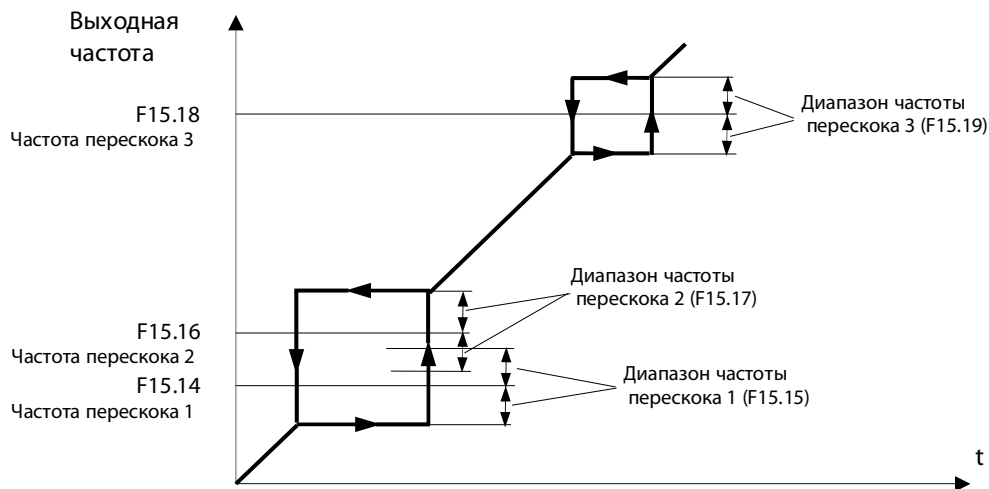 Выходная
частота
F15.18
Частота перескока 3
Диапазон частоты
перескока 3 (F15.19)
Диапазон частоты
перескока 2 (F15.17)
F15.16
Частота перескока 2
F15.14
Частота перескока 1
Диапазон частоты
перескока 1 (F15.15)
t